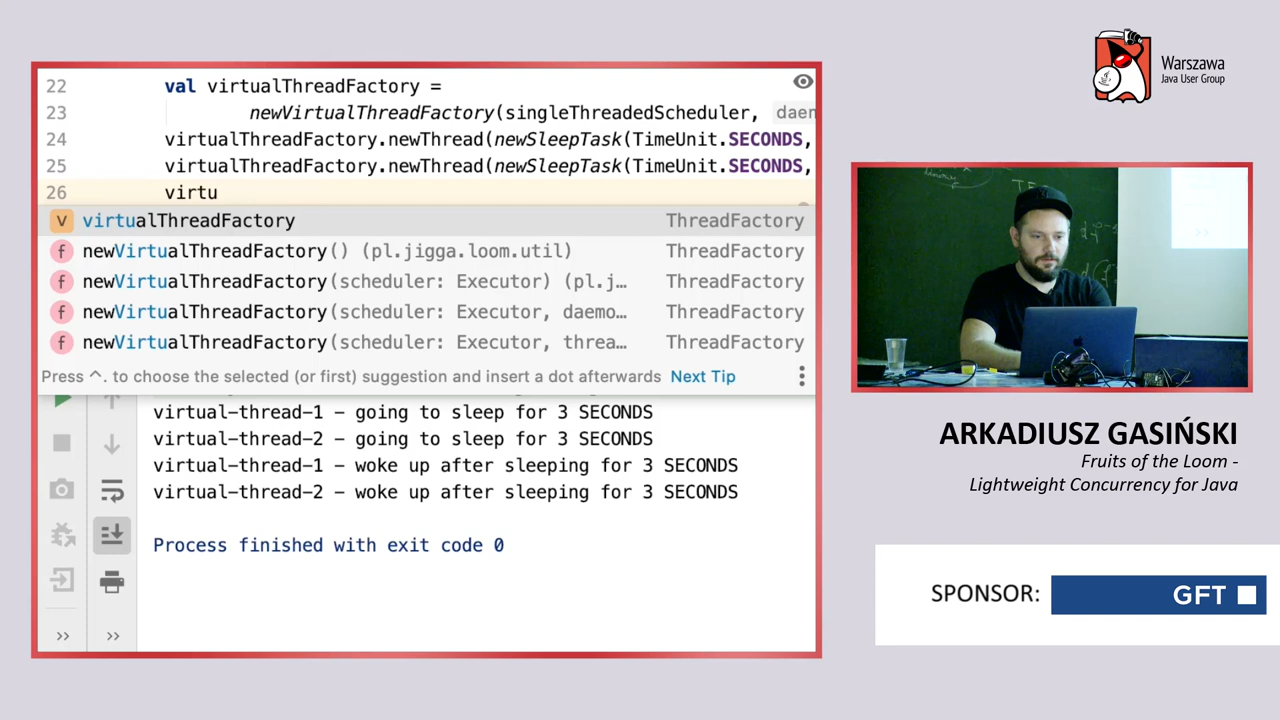 22 val virtualThreadFactory =
23 newVirtualThreadFactory(singleThreadedScheduler, daem
24 virtualThreadFactory.newThread(newSleepTask(TimeUnit.SECONDS,
25 virtualThreadFactory.newThread(newSleepTask(TimeUnit.SECONDS,
26 virtu
V virtualThreadFactory ThreadFactory
f newVirtualThreadFactory() (pl.jigga.loom.util) ThreadFactory
f newVirtualThreadFactory(scheduler: Executor) (pl.j… ThreadFactory
f newVirtualThreadFactory(scheduler: Executor, daemo… ThreadFactory
f newVirtualThreadFactory(scheduler: Executor, threa… ThreadFactory
Press ^. to choose the selected (or first) suggestion and insert a dot afterwards Next Tip
virtual-thread-1 - going to sleep for 3 SECONDS
virtual-thread-2 - going to sleep for 3 SECONDS
virtual-thread-1 - woke up after sleeping for 3 SECONDS
virtual-thread-2 - woke up after sleeping for 3 SECONDS
Process finished with exit code 0
Warszawa
Java User Group
ARKADIUSZ GASIŃSKI
Fruits of the Loom -
Lightweight Concurrency for Java
SPONSOR: GFT